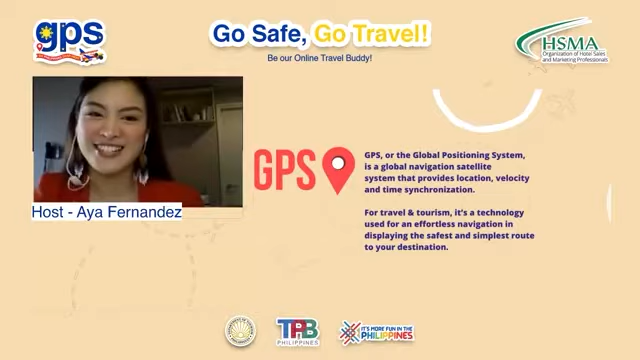 gps
Go Safe, Go Travel!
Be our Online Travel Buddy!
HSMA
Organization of Hotel Sales
and Marketing Professionals
Host - Aya Fernandez
GPS
GPS, or the Global Positioning System,
is a global navigation satellite
system that provides location, velocity
and time synchronization.
For travel & tourism, it's a technology
used for an effortless navigation in
displaying the safest and simplest route
to your destination.
TPB
PHILIPPINES
IT'S MORE FUN IN THE
PHILIPPINES